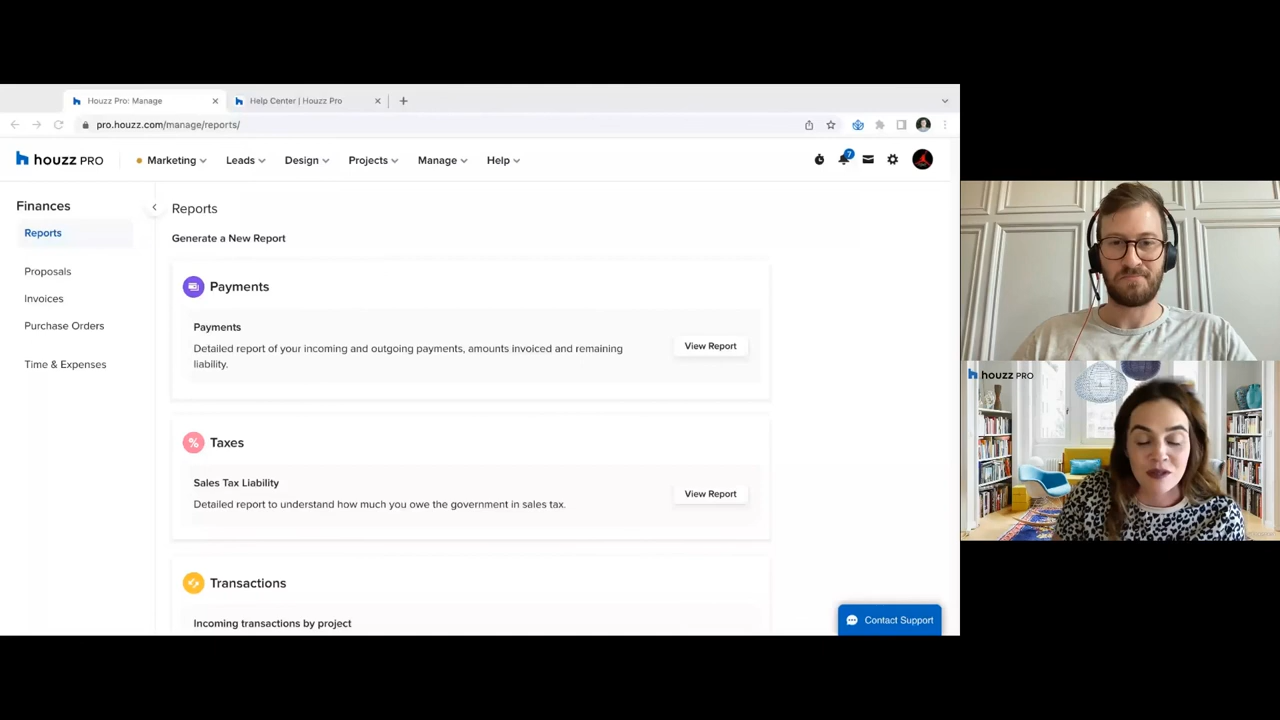 Houzz Pro: Manage
Help Center | Houzz Pro
pro.houzz.com/manage/reports/
houzz PRO
Marketing
Leads
Design
Projects
Manage
Help
7
Finances
Reports
Proposals
Invoices
Purchase Orders
Time & Expenses
Reports
Generate a New Report
Payments
Payments
Detailed report of your incoming and outgoing payments, amounts invoiced and remaining
liability.
View Report
% Taxes
Sales Tax Liability
Detailed report to understand how much you owe the government in sales tax.
View Report
Transactions
Incoming transactions by project
Contact Support
houzz PRO